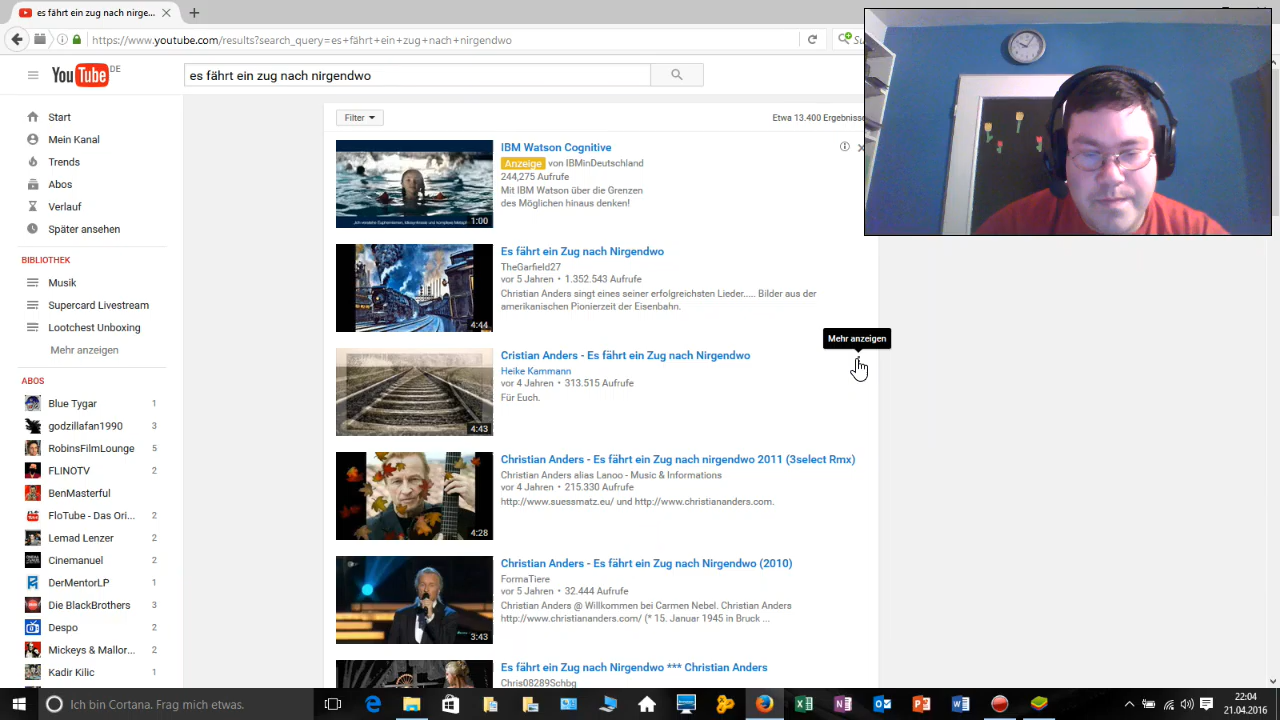 es fährt ein zug nach nirg
https://www.youtube.com/results?search_query=es+fährt+ein+zug+nach+nirgendwo
YouTube DE
es fährt ein zug nach nirgendwo
Start
Mein Kanal
Trends
Abos
Verlauf
Später ansehen
BIBLIOTHEK
Musik
Supercard Livestream
Lootchest Unboxing
Mehr anzeigen
ABOS
Blue Tygar 1
godzillafan1990 3
RobinsFilmLounge 5
FLINOTV 2
BenMasterful
FloTube - Das Ori... 2
Lemad Lenzer 2
Cinemanuel 2
DerMentorLP 1
Die BlackBrothers 3
Despo 2
Mickeys & Mallor... 2
Kadir Kilic 1
Filter
Etwa 13.400 Ergebnisse
IBM Watson Cognitive
Anzeige von IBMinDeutschland
244,275 Aufrufe
Mit IBM Watson über die Grenzen
des Möglichen hinaus denken!
1:00
Es fährt ein Zug nach Nirgendwo
TheGarfield27
vor 5 Jahren • 1.352.543 Aufrufe
Christian Anders singt eines seiner erfolgreichsten Lieder..... Bilder aus der
amerikanischen Pionierzeit der Eisenbahn.
4:44
Mehr anzeigen
Cristian Anders - Es fährt ein Zug nach Nirgendwo
Heike Kammann
vor 4 Jahren • 313.515 Aufrufe
Für Euch.
4:43
Christian Anders - Es fährt ein Zug nach nirgendwo 2011 (3select Rmx)
Christian Anders alias Lanoo - Music & Informations
vor 4 Jahren • 215.330 Aufrufe
http://www.suessmatz.eu/ und http://www.christiananders.com.
4:28
Christian Anders - Es fährt ein Zug nach Nirgendwo (2010)
FormaTiere
vor 5 Jahren • 32.444 Aufrufe
Christian Anders @ Willkommen bei Carmen Nebel. Christian Anders
http://www.christiananders.com/ (* 15. Januar 1945 in Bruck ...
3:43
Es fährt ein Zug nach Nirgendwo *** Christian Anders
Chris08289Schbg
Ich bin Cortana. Frag mich etwas.
22:04
21.04.2016